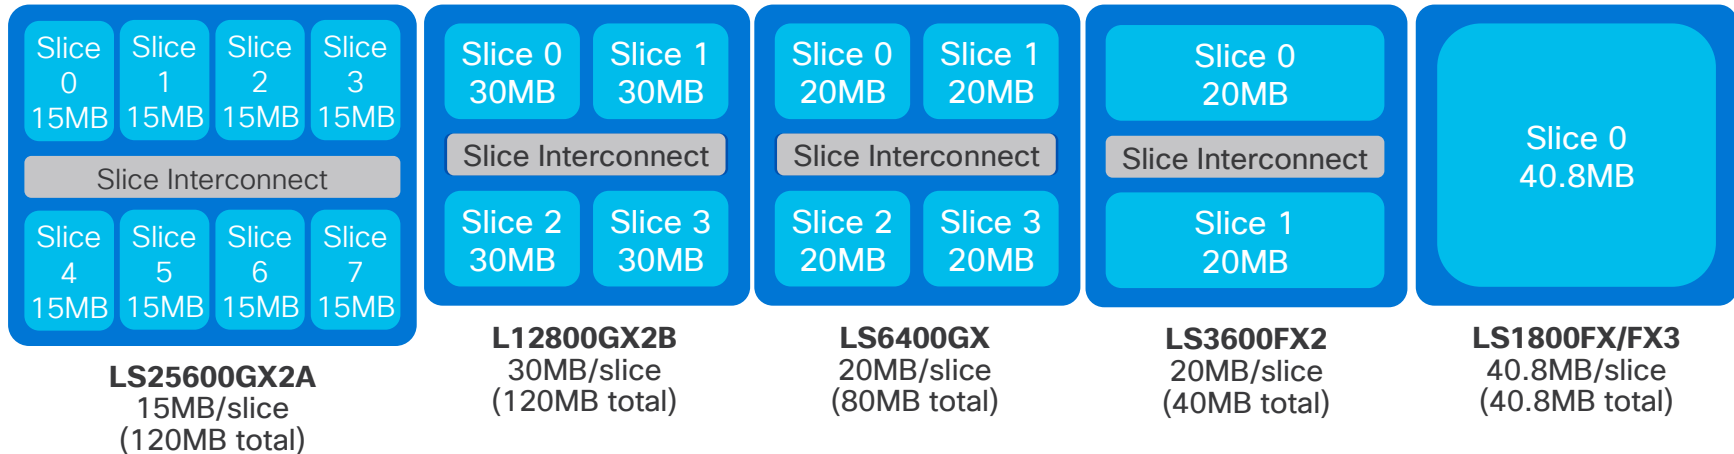 Slice
0
15MB
Slice
1
15MB
Slice
2
15MB
Slice
3
15MB
Slice Interconnect
Slice
4
15MB
Slice
5
15MB
Slice
6
15MB
Slice
7
15MB
LS25600GX2A
15MB/slice
(120MB total)
Slice 0
30MB
Slice 1
30MB
Slice Interconnect
Slice 2
30MB
Slice 3
30MB
L12800GX2B
30MB/slice
(120MB total)
Slice 0
20MB
Slice 1
20MB
Slice Interconnect
Slice 2
20MB
Slice 3
20MB
LS6400GX
20MB/slice
(80MB total)
Slice 0
20MB
Slice Interconnect
Slice 1
20MB
LS3600FX2
20MB/slice
(40MB total)
Slice 0
40.8MB
LS1800FX/FX3
40.8MB/slice
(40.8MB total)